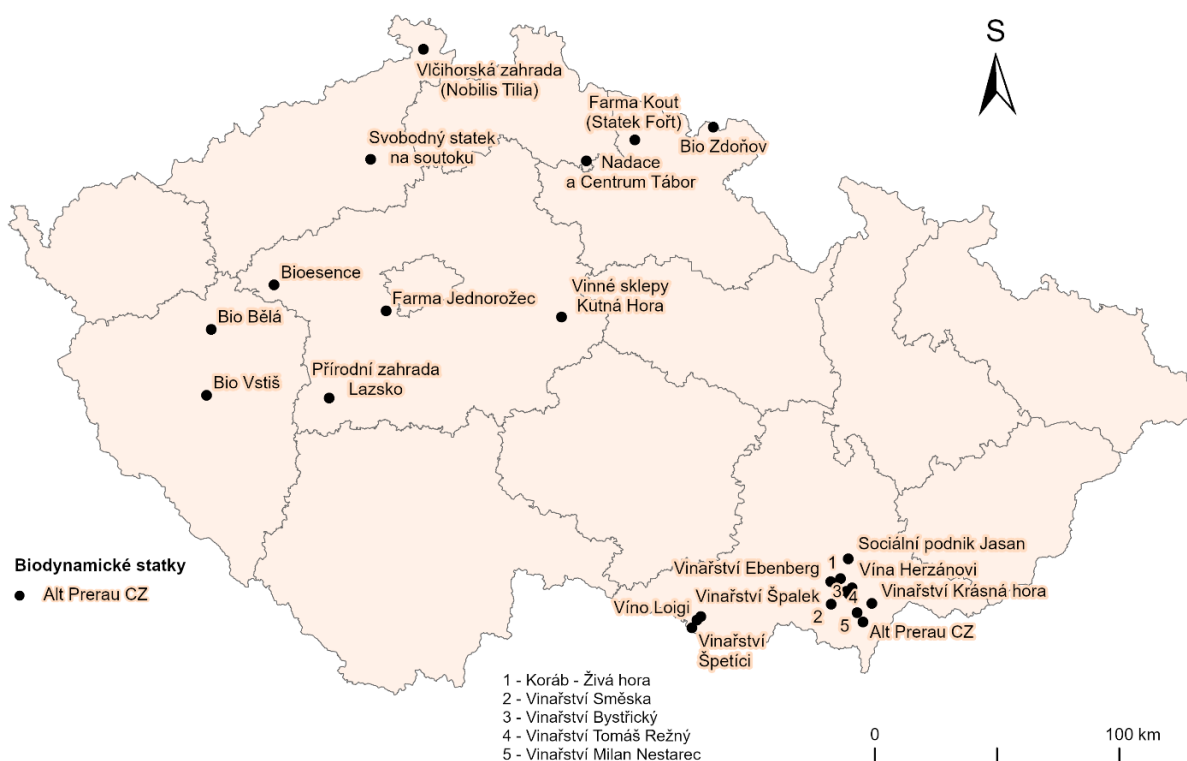 S
Vlčihorská zahrada
(Nobilis Tilia)
Farma Kout
(Statek Fořt)
Bio Zdoňov
Svobodný statek
na soutoku
Nadace
a Centrum Tábor
Bioesence
Farma Jednorožec
Vinné sklepy
Kutná Hora
Bio Bělá
Přírodní zahrada
Lazsko
Bio Vstiš
Biodynamické statky
Alt Prerau CZ
Sociální podnik Jasan
1
Vína Herzánovi
Vinařství Ebenberg
3
4
Vinařství Krásná hora
Vinařství Špalek
2
5
Alt Prerau CZ
Víno Loigi
Vinařství
Špetíci
1 - Koráb - Živá hora
2 - Vinařství Směska
3 - Vinařství Bystřický
4 - Vinařství Tomáš Režný
5 - Vinařství Milan Nestarec
0 100 km